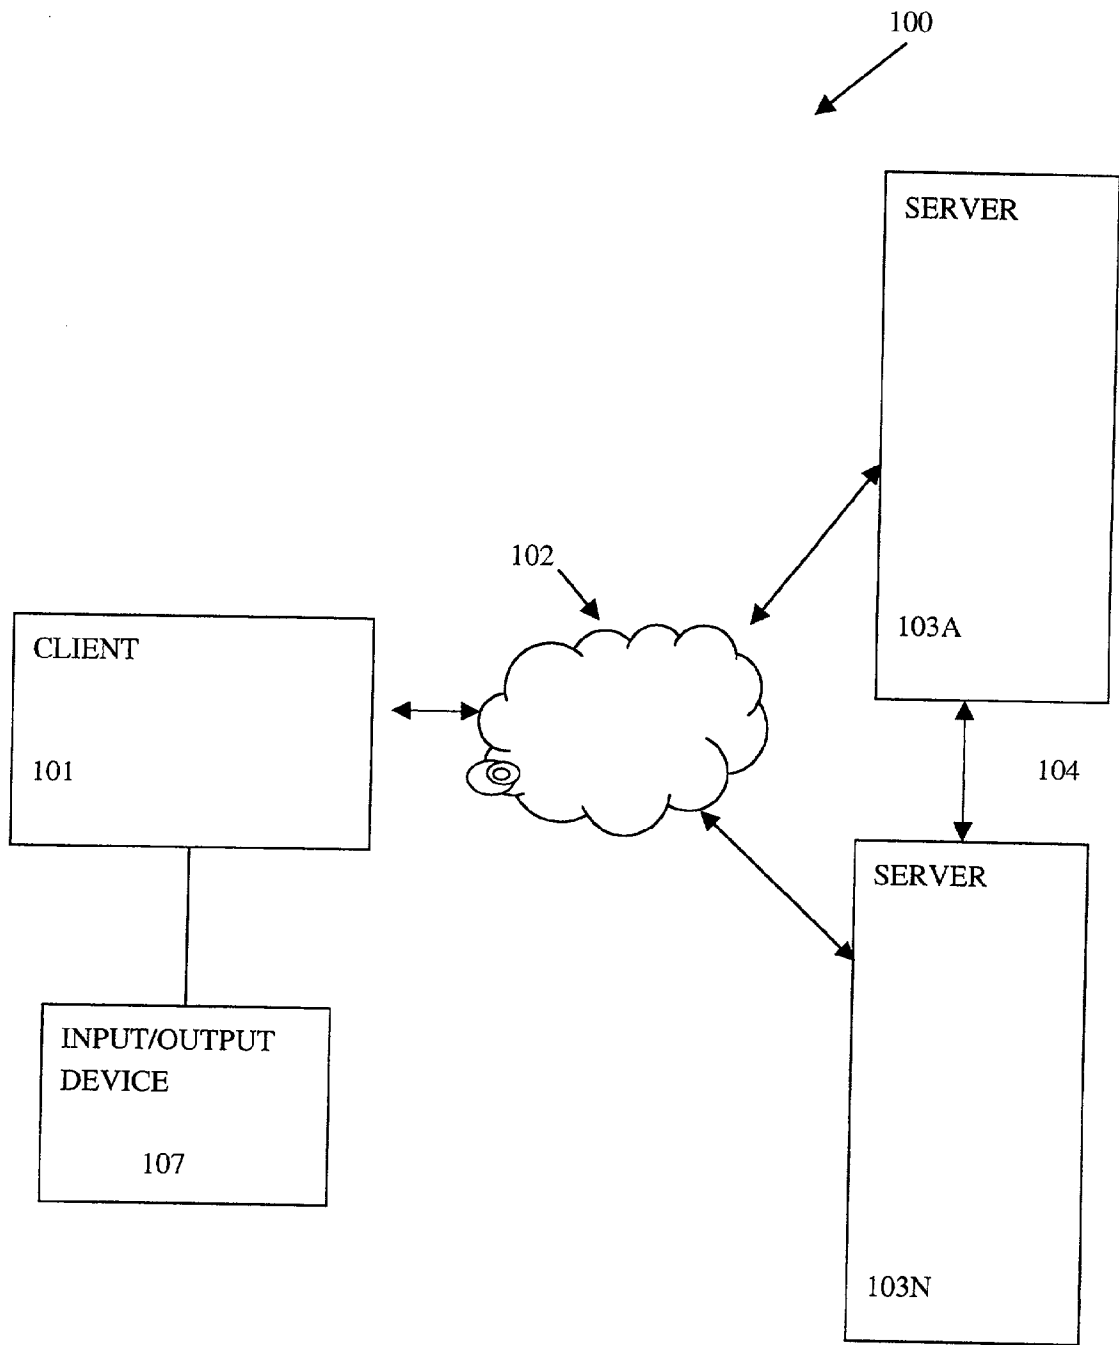 100
SERVER
103A
102
CLIENT
101
104
SERVER
103N
INPUT/OUTPUT
DEVICE
107